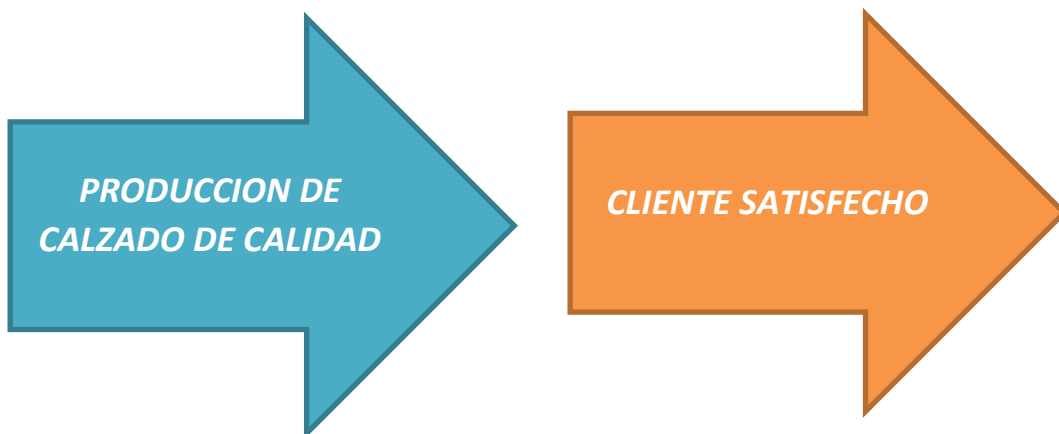 PRODUCCION DE
CALZADO DE CALIDAD
CLIENTE SATISFECHO